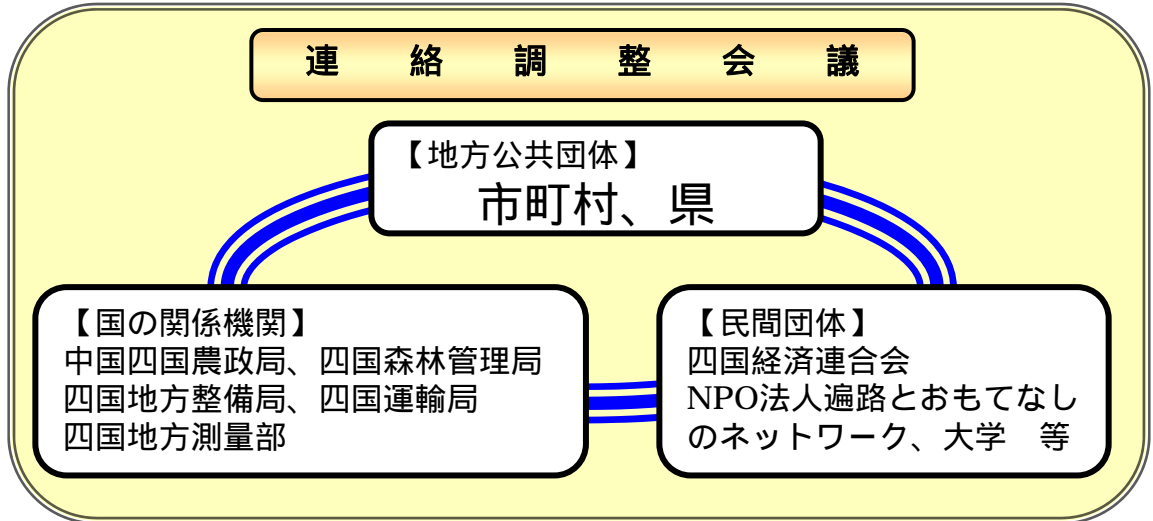 連絡調整会議
【地方公共団体】
市町村、県
【国の関係機関】
中国四国農政局、四国森林管理局
四国地方整備局、四国運輸局
四国地方測量部
【民間団体】
四国経済連合会
NPO法人遍路とおもてなし
のネットワーク、大学　等